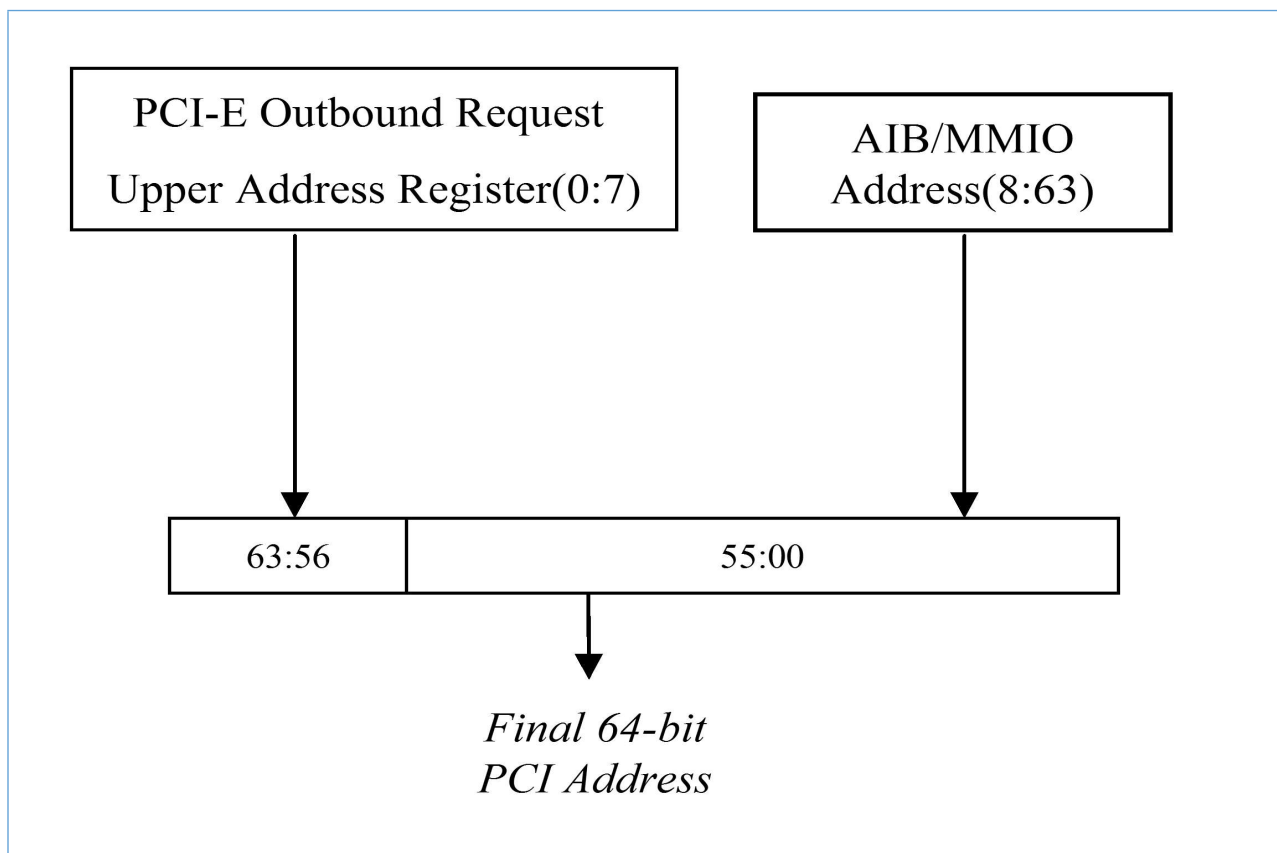 PCI-E Outbound Request
Upper Address Register(0:7)
AIB/MMIO
Address(8:63)
63:56
55:00
Final 64-bit
PCI Address